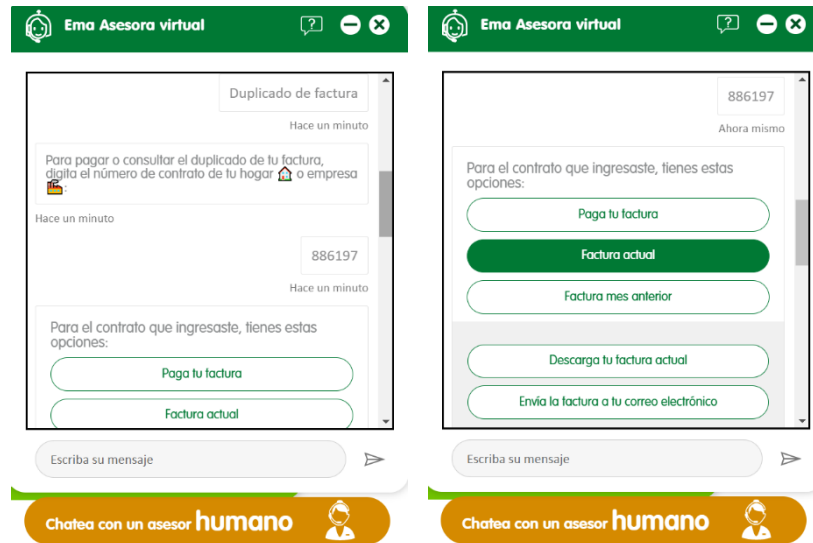 Ema Asesora virtual
Duplicado de factura
Hace un minuto
Para pagar o consultar el duplicado de tu factura,
digita el número de contrato de tu hogar 🏠 o empresa
🏭:
Hace un minuto
886197
Hace un minuto
Para el contrato que ingresaste, tienes estas
opciones:
Paga tu factura
Factura actual
Escriba su mensaje
Chatea con un asesor humano
Ema Asesora virtual
886197
Ahora mismo
Para el contrato que ingresaste, tienes estas
opciones:
Paga tu factura
Factura actual
Factura mes anterior
Descarga tu factura actual
Envía la factura a tu correo electrónico
Escriba su mensaje
Chatea con un asesor humano